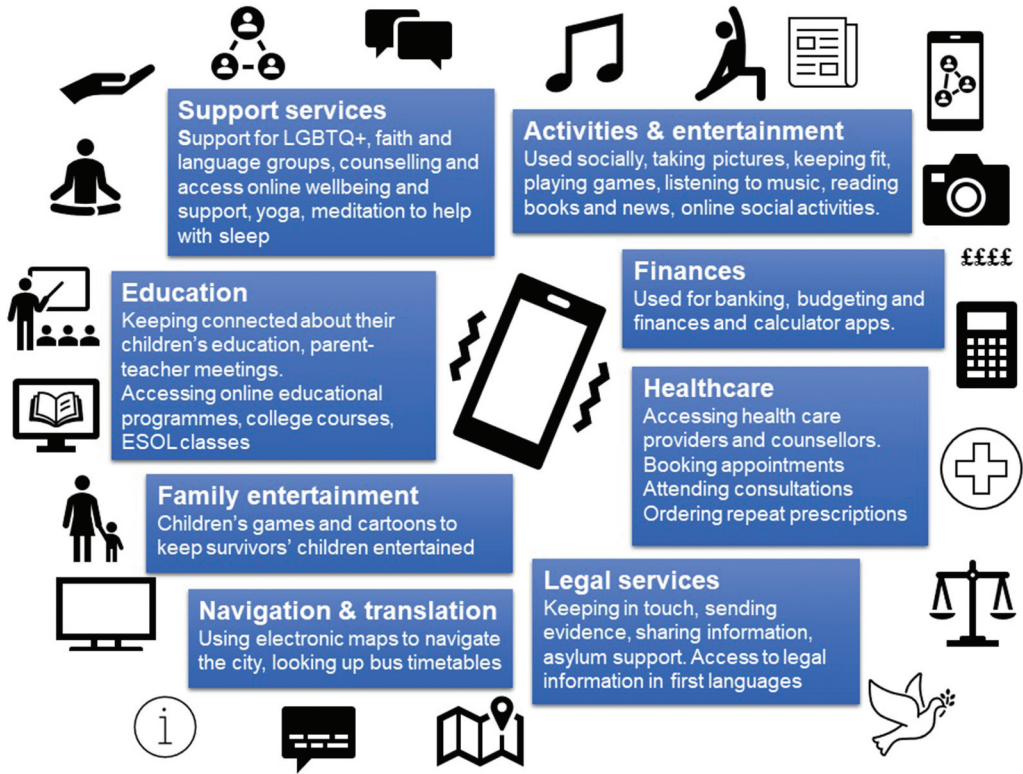 Support services
Support for LGBTQ+, faith and
language groups, counselling and
access online wellbeing and
support, yoga, meditation to help
with sleep
Activities & entertainment
Used socially, taking pictures, keeping fit,
playing games, listening to music, reading
books and news, online social activities.
££££
Finances
Used for banking, budgeting and
finances and calculator apps.
Education
Keeping connected about their
children's education, parent-
teacher meetings.
Accessing online educational
programmes, college courses,
ESOL classes
Healthcare
Accessing health care
providers and counsellors.
Booking appointments
Attending consultations
Ordering repeat prescriptions
Family entertainment
Children's games and cartoons to
keep survivors' children entertained
Legal services
Keeping in touch, sending
evidence, sharing information,
asylum support. Access to legal
information in first languages
Navigation & translation
Using electronic maps to navigate
the city, looking up bus timetables
i